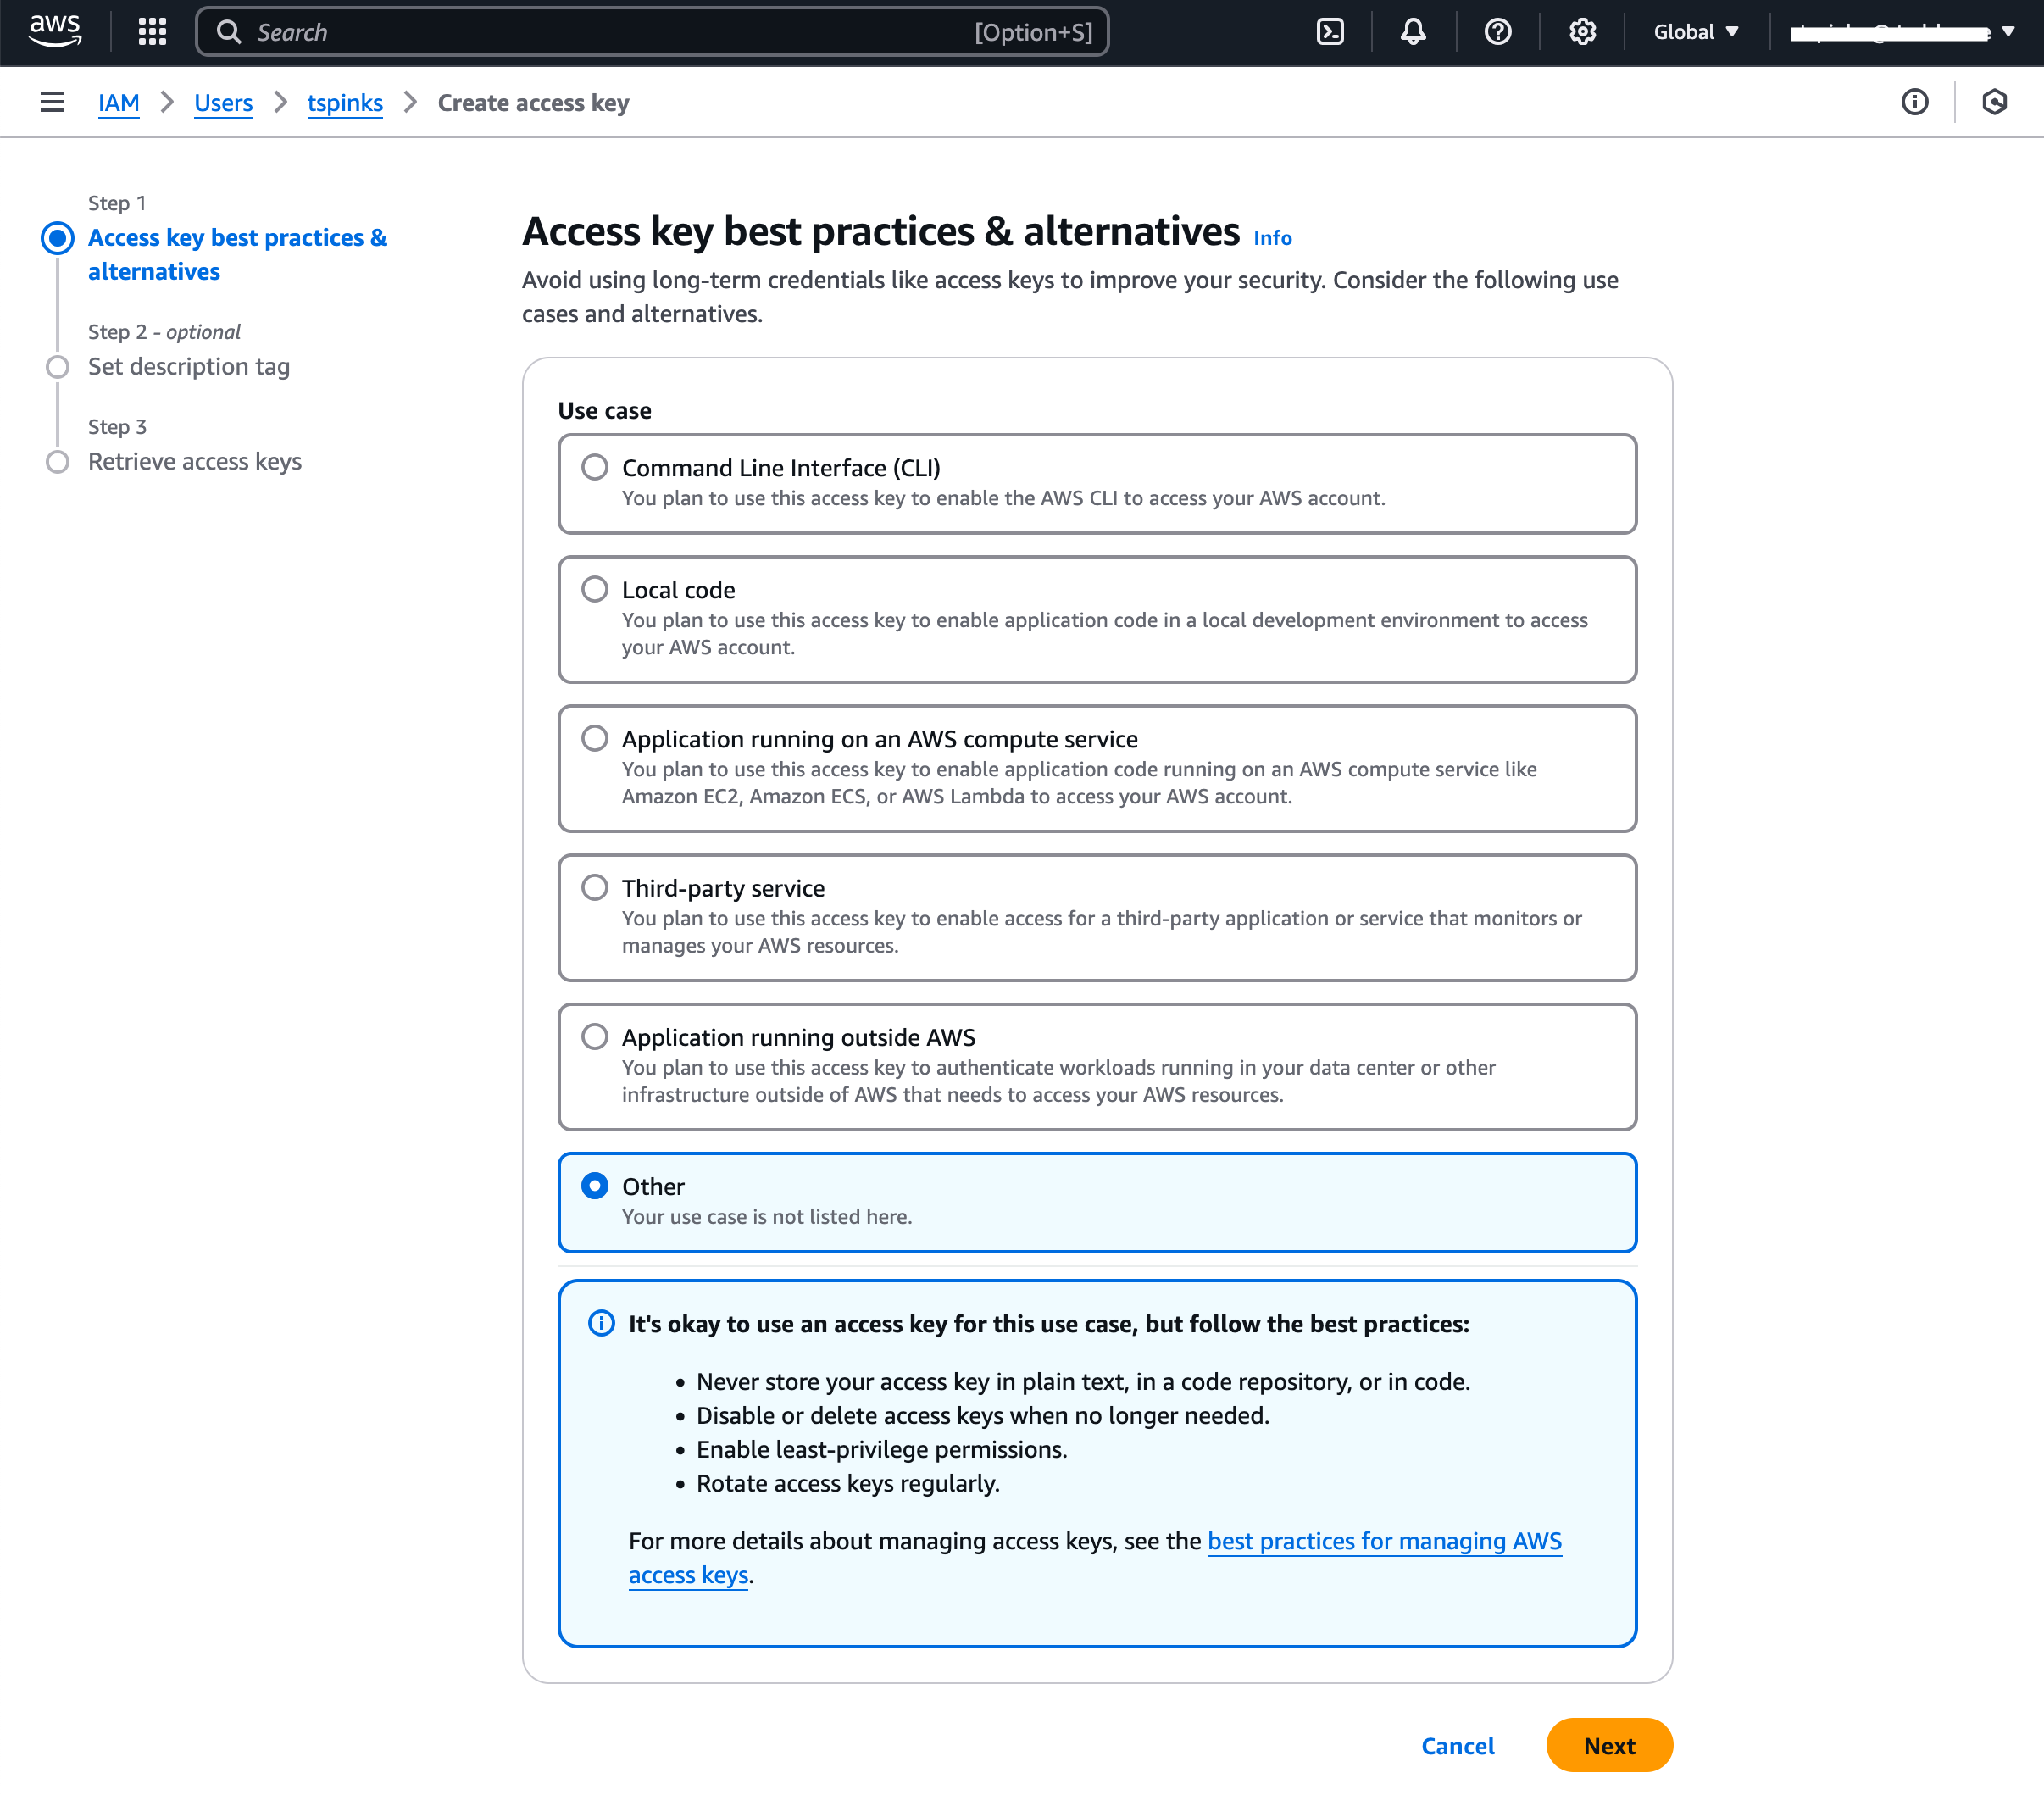 aws Search [Option+S] Global
IAM Users tspinks Create access key
Step 1
Access key best practices &
alternatives
Step 2 - optional
Set description tag
Step 3
Retrieve access keys
Access key best practices & alternatives Info
Avoid using long-term credentials like access keys to improve your security. Consider the following use
cases and alternatives.
Use case
Command Line Interface (CLI)
You plan to use this access key to enable the AWS CLI to access your AWS account.
Local code
You plan to use this access key to enable application code in a local development environment to access
your AWS account.
Application running on an AWS compute service
You plan to use this access key to enable application code running on an AWS compute service like
Amazon EC2, Amazon ECS, or AWS Lambda to access your AWS account.
Third-party service
You plan to use this access key to enable access for a third-party application or service that monitors or
manages your AWS resources.
Application running outside AWS
You plan to use this access key to authenticate workloads running in your data center or other
infrastructure outside of AWS that needs to access your AWS resources.
Other
Your use case is not listed here.
It's okay to use an access key for this use case, but follow the best practices:
• Never store your access key in plain text, in a code repository, or in code.
• Disable or delete access keys when no longer needed.
• Enable least-privilege permissions.
• Rotate access keys regularly.
For more details about managing access keys, see the best practices for managing AWS
access keys.
Cancel Next